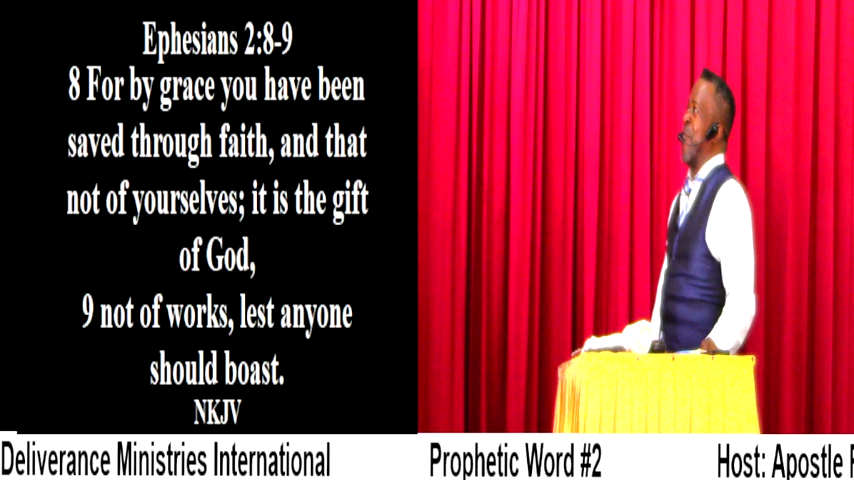 Ephesians 2:8-9
8 For by grace you have been
saved through faith, and that
not of yourselves; it is the gift
of God,
9 not of works, lest anyone
should boast.
NKJV
Deliverance Ministries International Prophetic Word #2 Host: Apostle